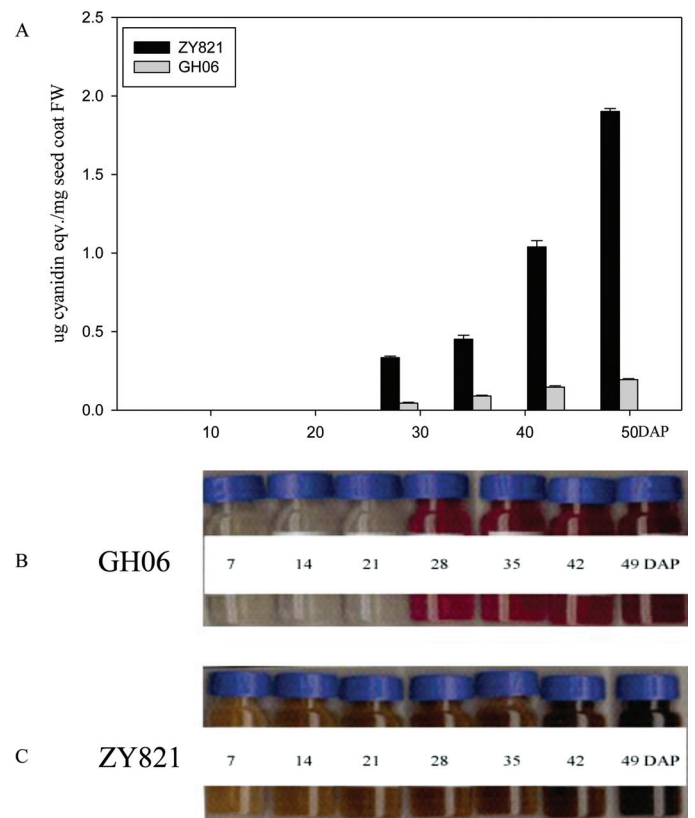 A
ug cyanidin eqv./mg seed coat FW
2.5
2.0
1.5
1.0
0.5
0.0
ZY821
GH06
10 20 30 40 50DAP
B GH06
7 14 21 28 35 42 49 DAP
C ZY821
7 14 21 28 35 42 49 DAP